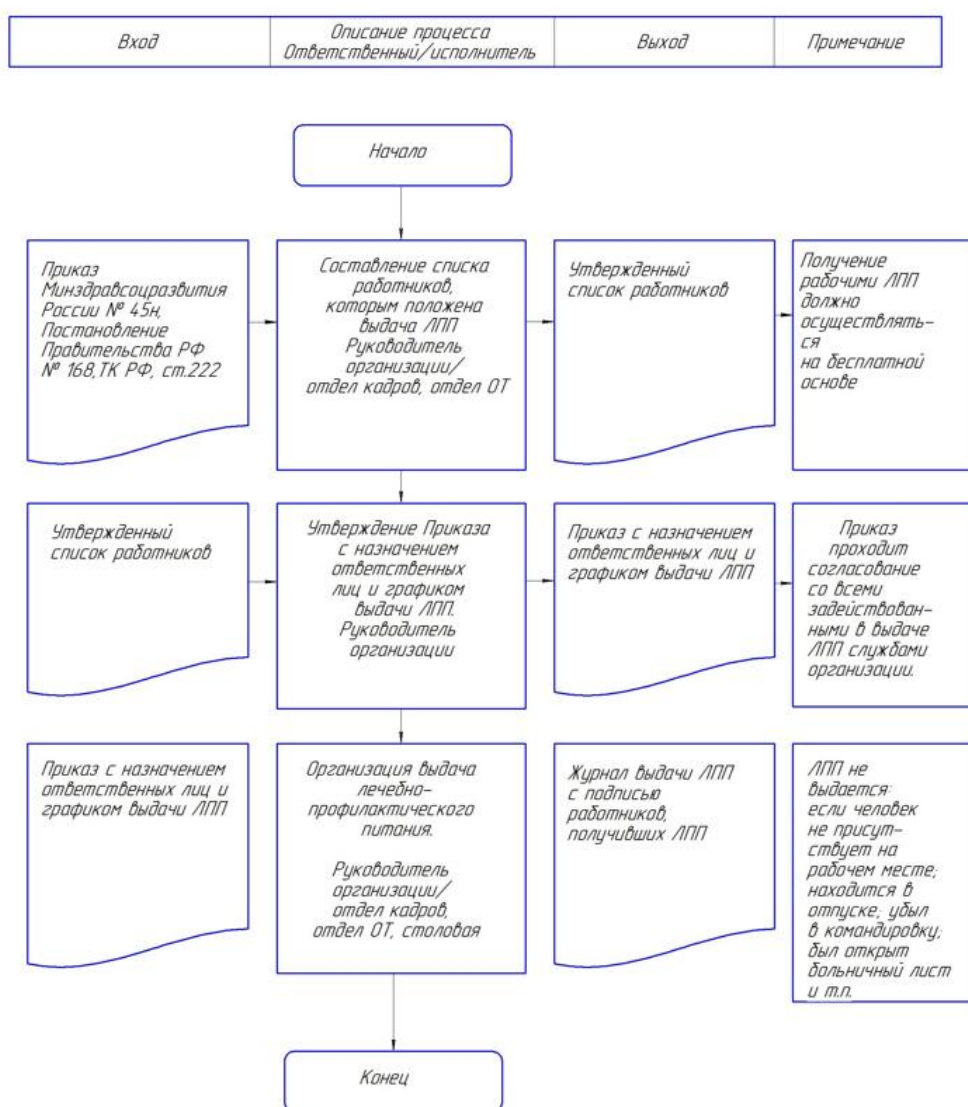 Вход
Описание процесса
Ответственный/исполнитель
Выход
Примечание
Начало
Приказ
Минздравсоцразвития
России № 45н,
Постановление
Правительства РФ
№ 168,ТК РФ, ст.222
Составление списка
работников,
которым положена
выдача ЛПП
Руководитель
организации/
отдел кадров, отдел ОТ
Утвержденный
список работников
Получение
рабочими ЛПП
должно
осуществлять-
ся
на бесплатной
основе
Утвержденный
список работников
Утверждение Приказа
с назначением
ответственных
лиц и графиком
выдачи ЛПП.
Руководитель
организации
Приказ с назначением
ответственных лиц и
графиком выдачи ЛПП
Приказ
проходит
согласование
со всеми
задействован-
ными в выдаче
ЛПП службами
организации.
Приказ с назначением
ответственных лиц и
графиком выдачи ЛПП
Организация выдача
лечебно-
профилактического
питания.
Руководитель
организации/
отдел кадров,
отдел ОТ, столовая
Журнал выдачи ЛПП
с подписью
работников,
получивших ЛПП
ЛПП не
выдается:
если человек
не присут-
ствует на
рабочем месте;
находится в
отпуске; убыл
в командировку;
был открыт
больничный лист
и т.п.
Конец